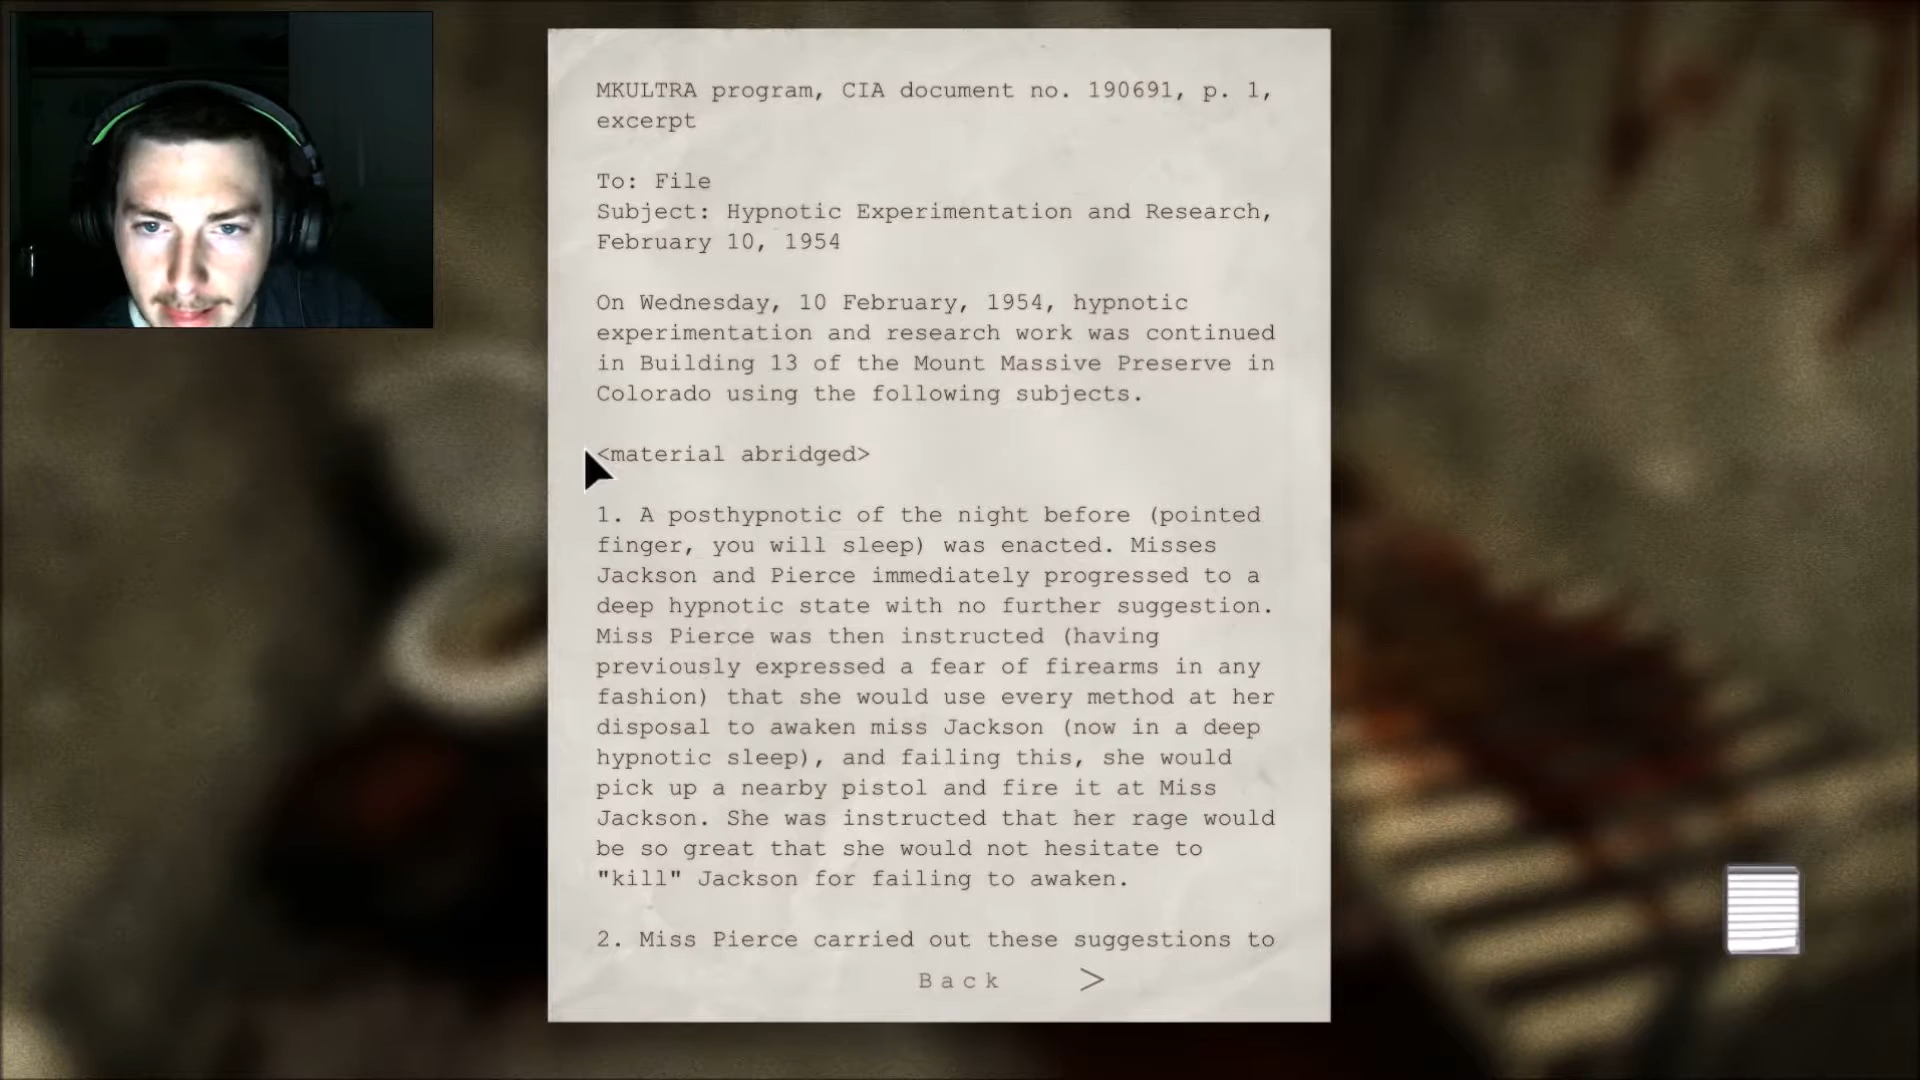 MKULTRA program, CIA document no. 190691, p. 1,
excerpt
To: File
Subject: Hypnotic Experimentation and Research,
February 10, 1954
On Wednesday, 10 February, 1954, hypnotic
experimentation and research work was continued
in Building 13 of the Mount Massive Preserve in
Colorado using the following subjects.
<material abridged>
1. A posthypnotic of the night before (pointed
finger, you will sleep) was enacted. Misses
Jackson and Pierce immediately progressed to a
deep hypnotic state with no further suggestion.
Miss Pierce was then instructed (having
previously expressed a fear of firearms in any
fashion) that she would use every method at her
disposal to awaken miss Jackson (now in a deep
hypnotic sleep), and failing this, she would
pick up a nearby pistol and fire it at Miss
Jackson. She was instructed that her rage would
be so great that she would not hesitate to
"kill" Jackson for failing to awaken.
2. Miss Pierce carried out these suggestions to
Back >